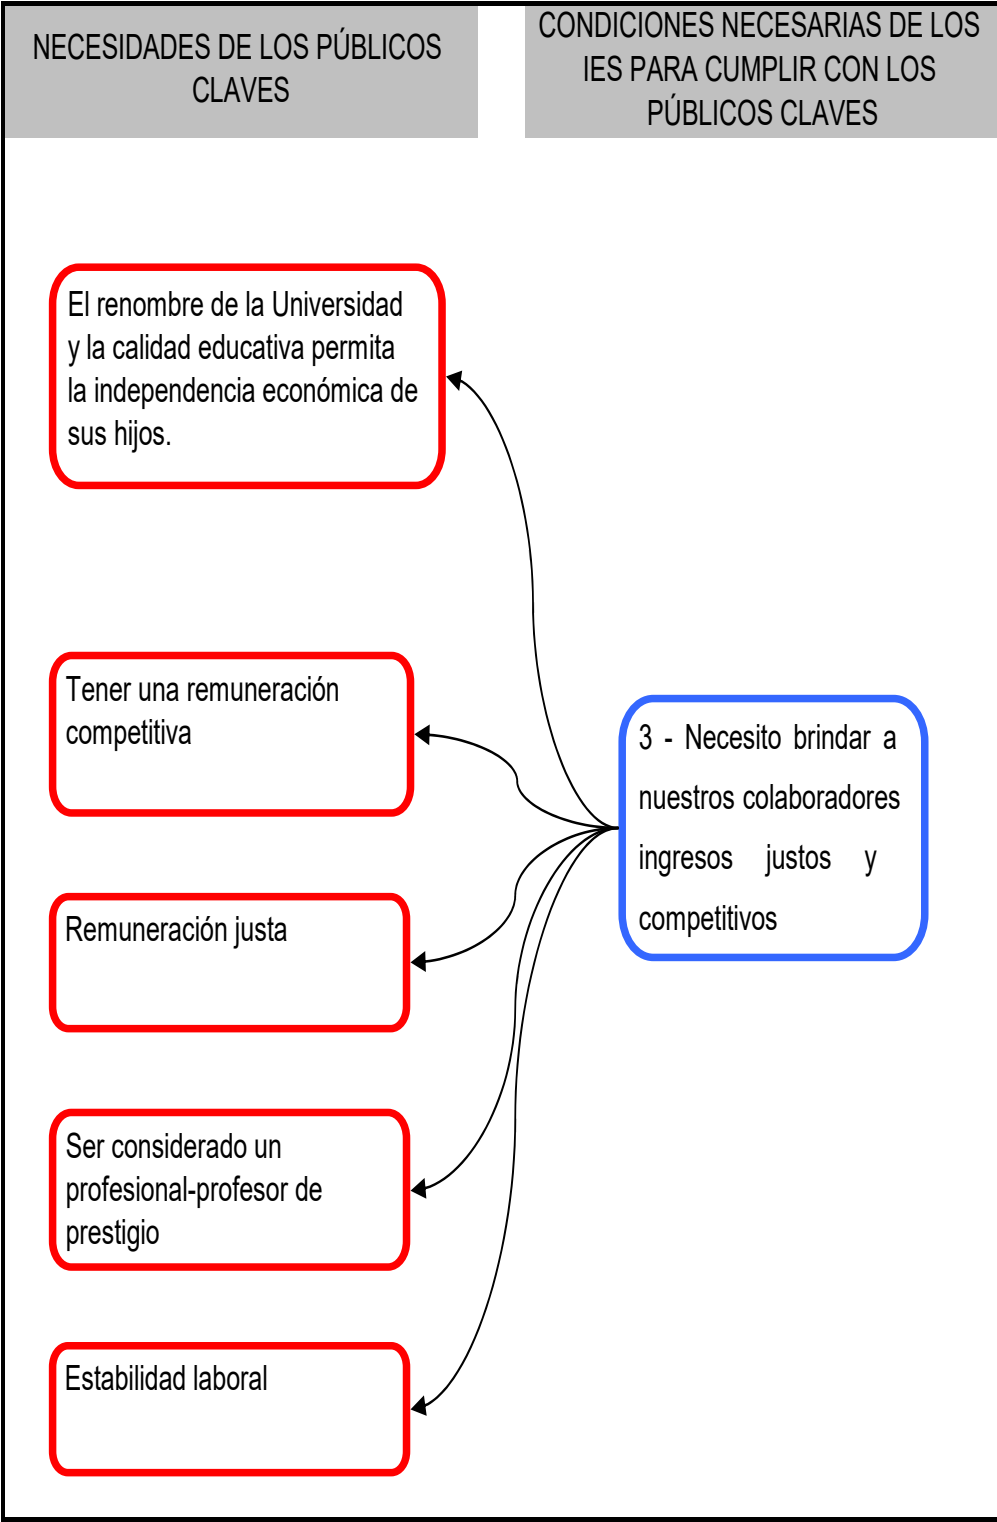 NECESIDADES DE LOS PÚBLICOS
CLAVES
CONDICIONES NECESARIAS DE LOS
IES PARA CUMPLIR CON LOS
PÚBLICOS CLAVES
El renombre de la Universidad
y la calidad educativa permita
la independencia económica de
sus hijos.
Tener una remuneración
competitiva
Remuneración justa
Ser considerado un
profesional-profesor de
prestigio
Estabilidad laboral
3 - Necesito brindar a
nuestros colaboradores
ingresos justos y
competitivos